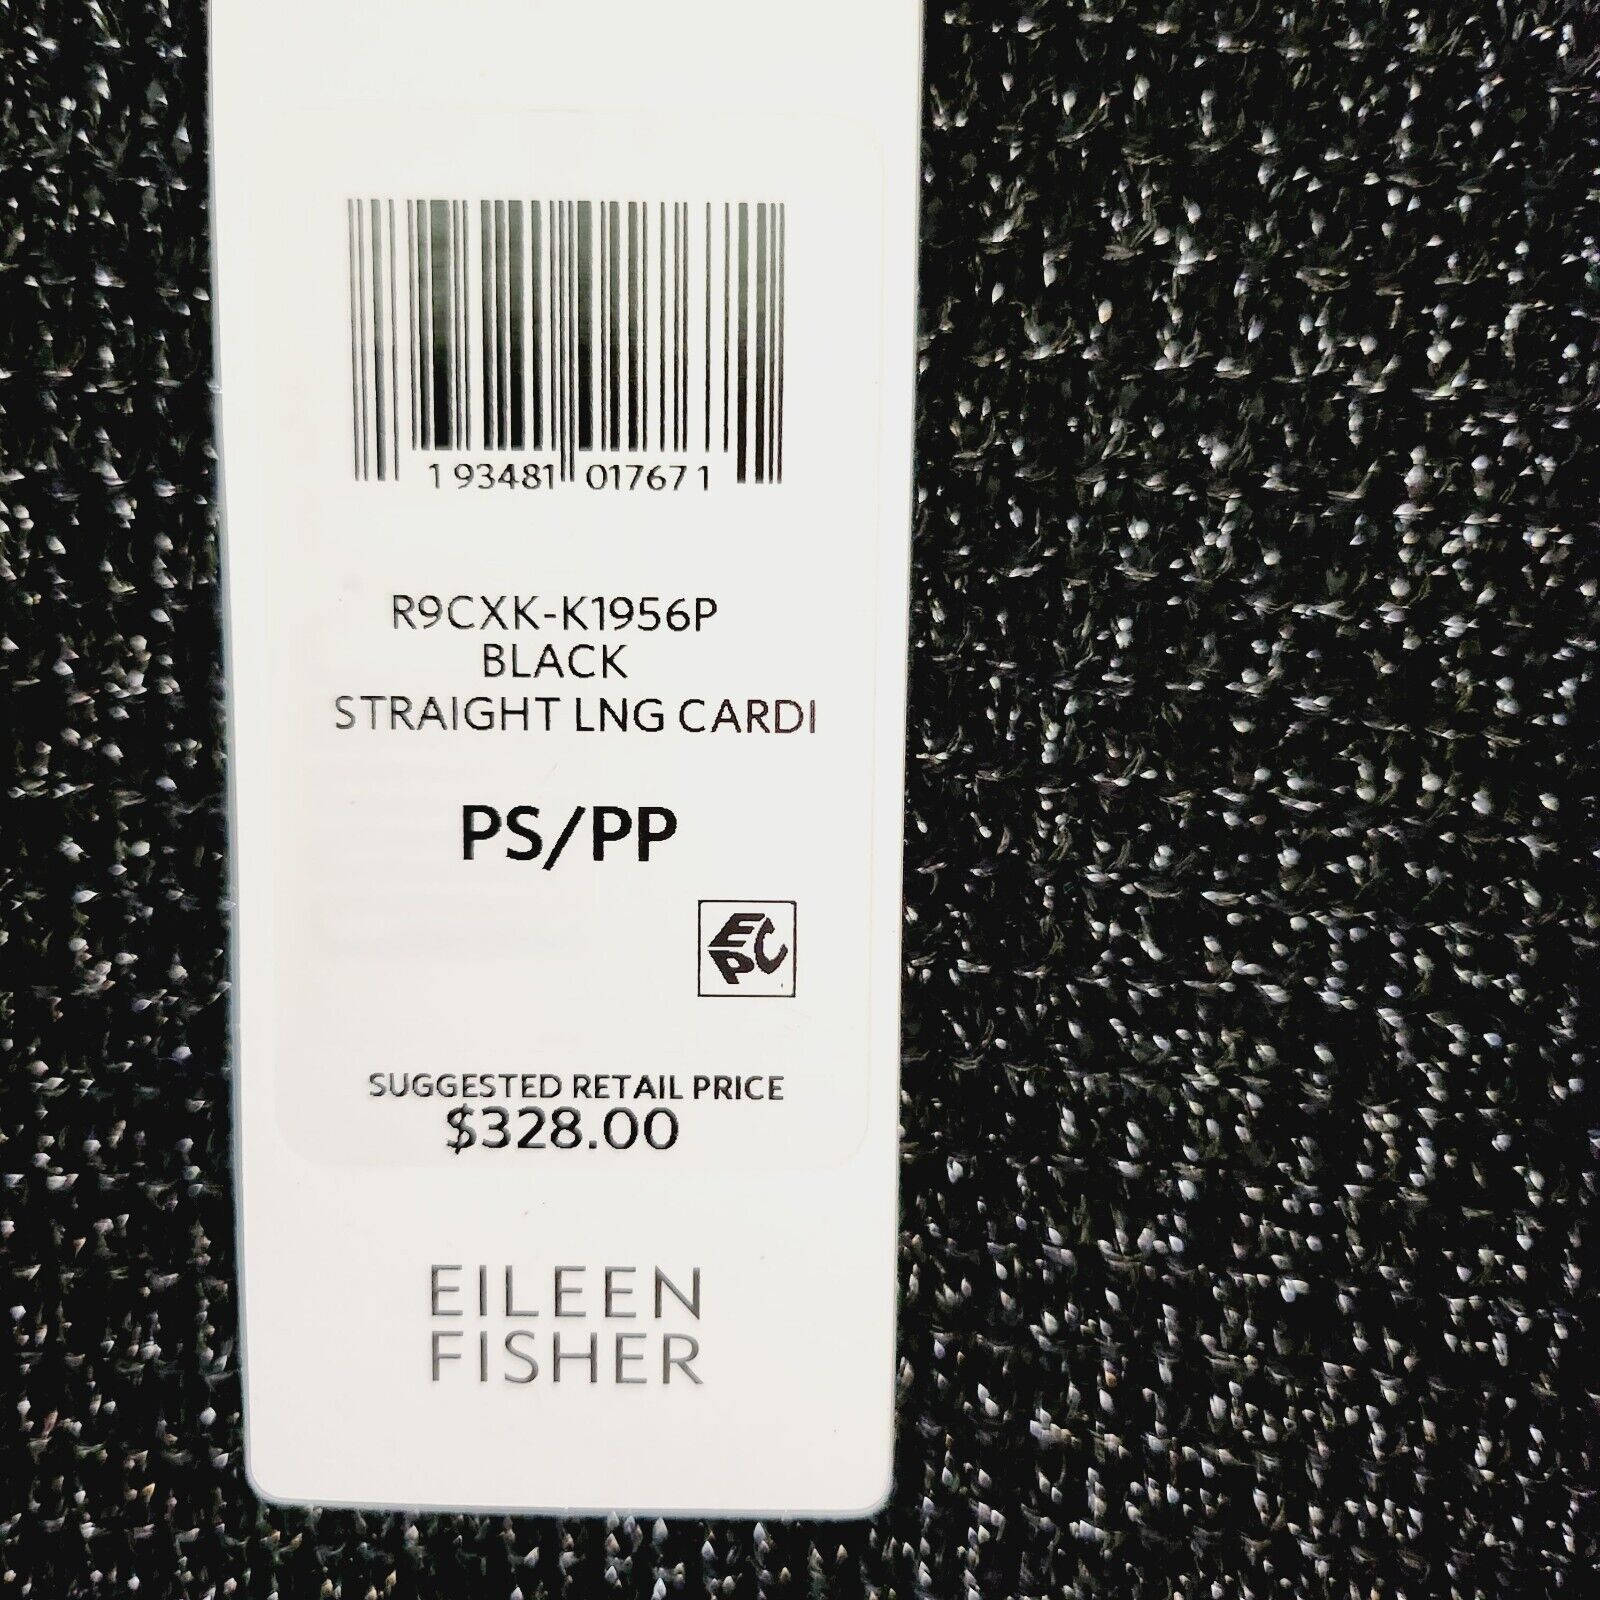 1 93481 01767 1
R9CXK-K1956P
BLACK
STRAIGHT LNG CARDI
PS/PP
EPC
SUGGESTED RETAIL PRICE
$328.00
EILEEN
FISHER